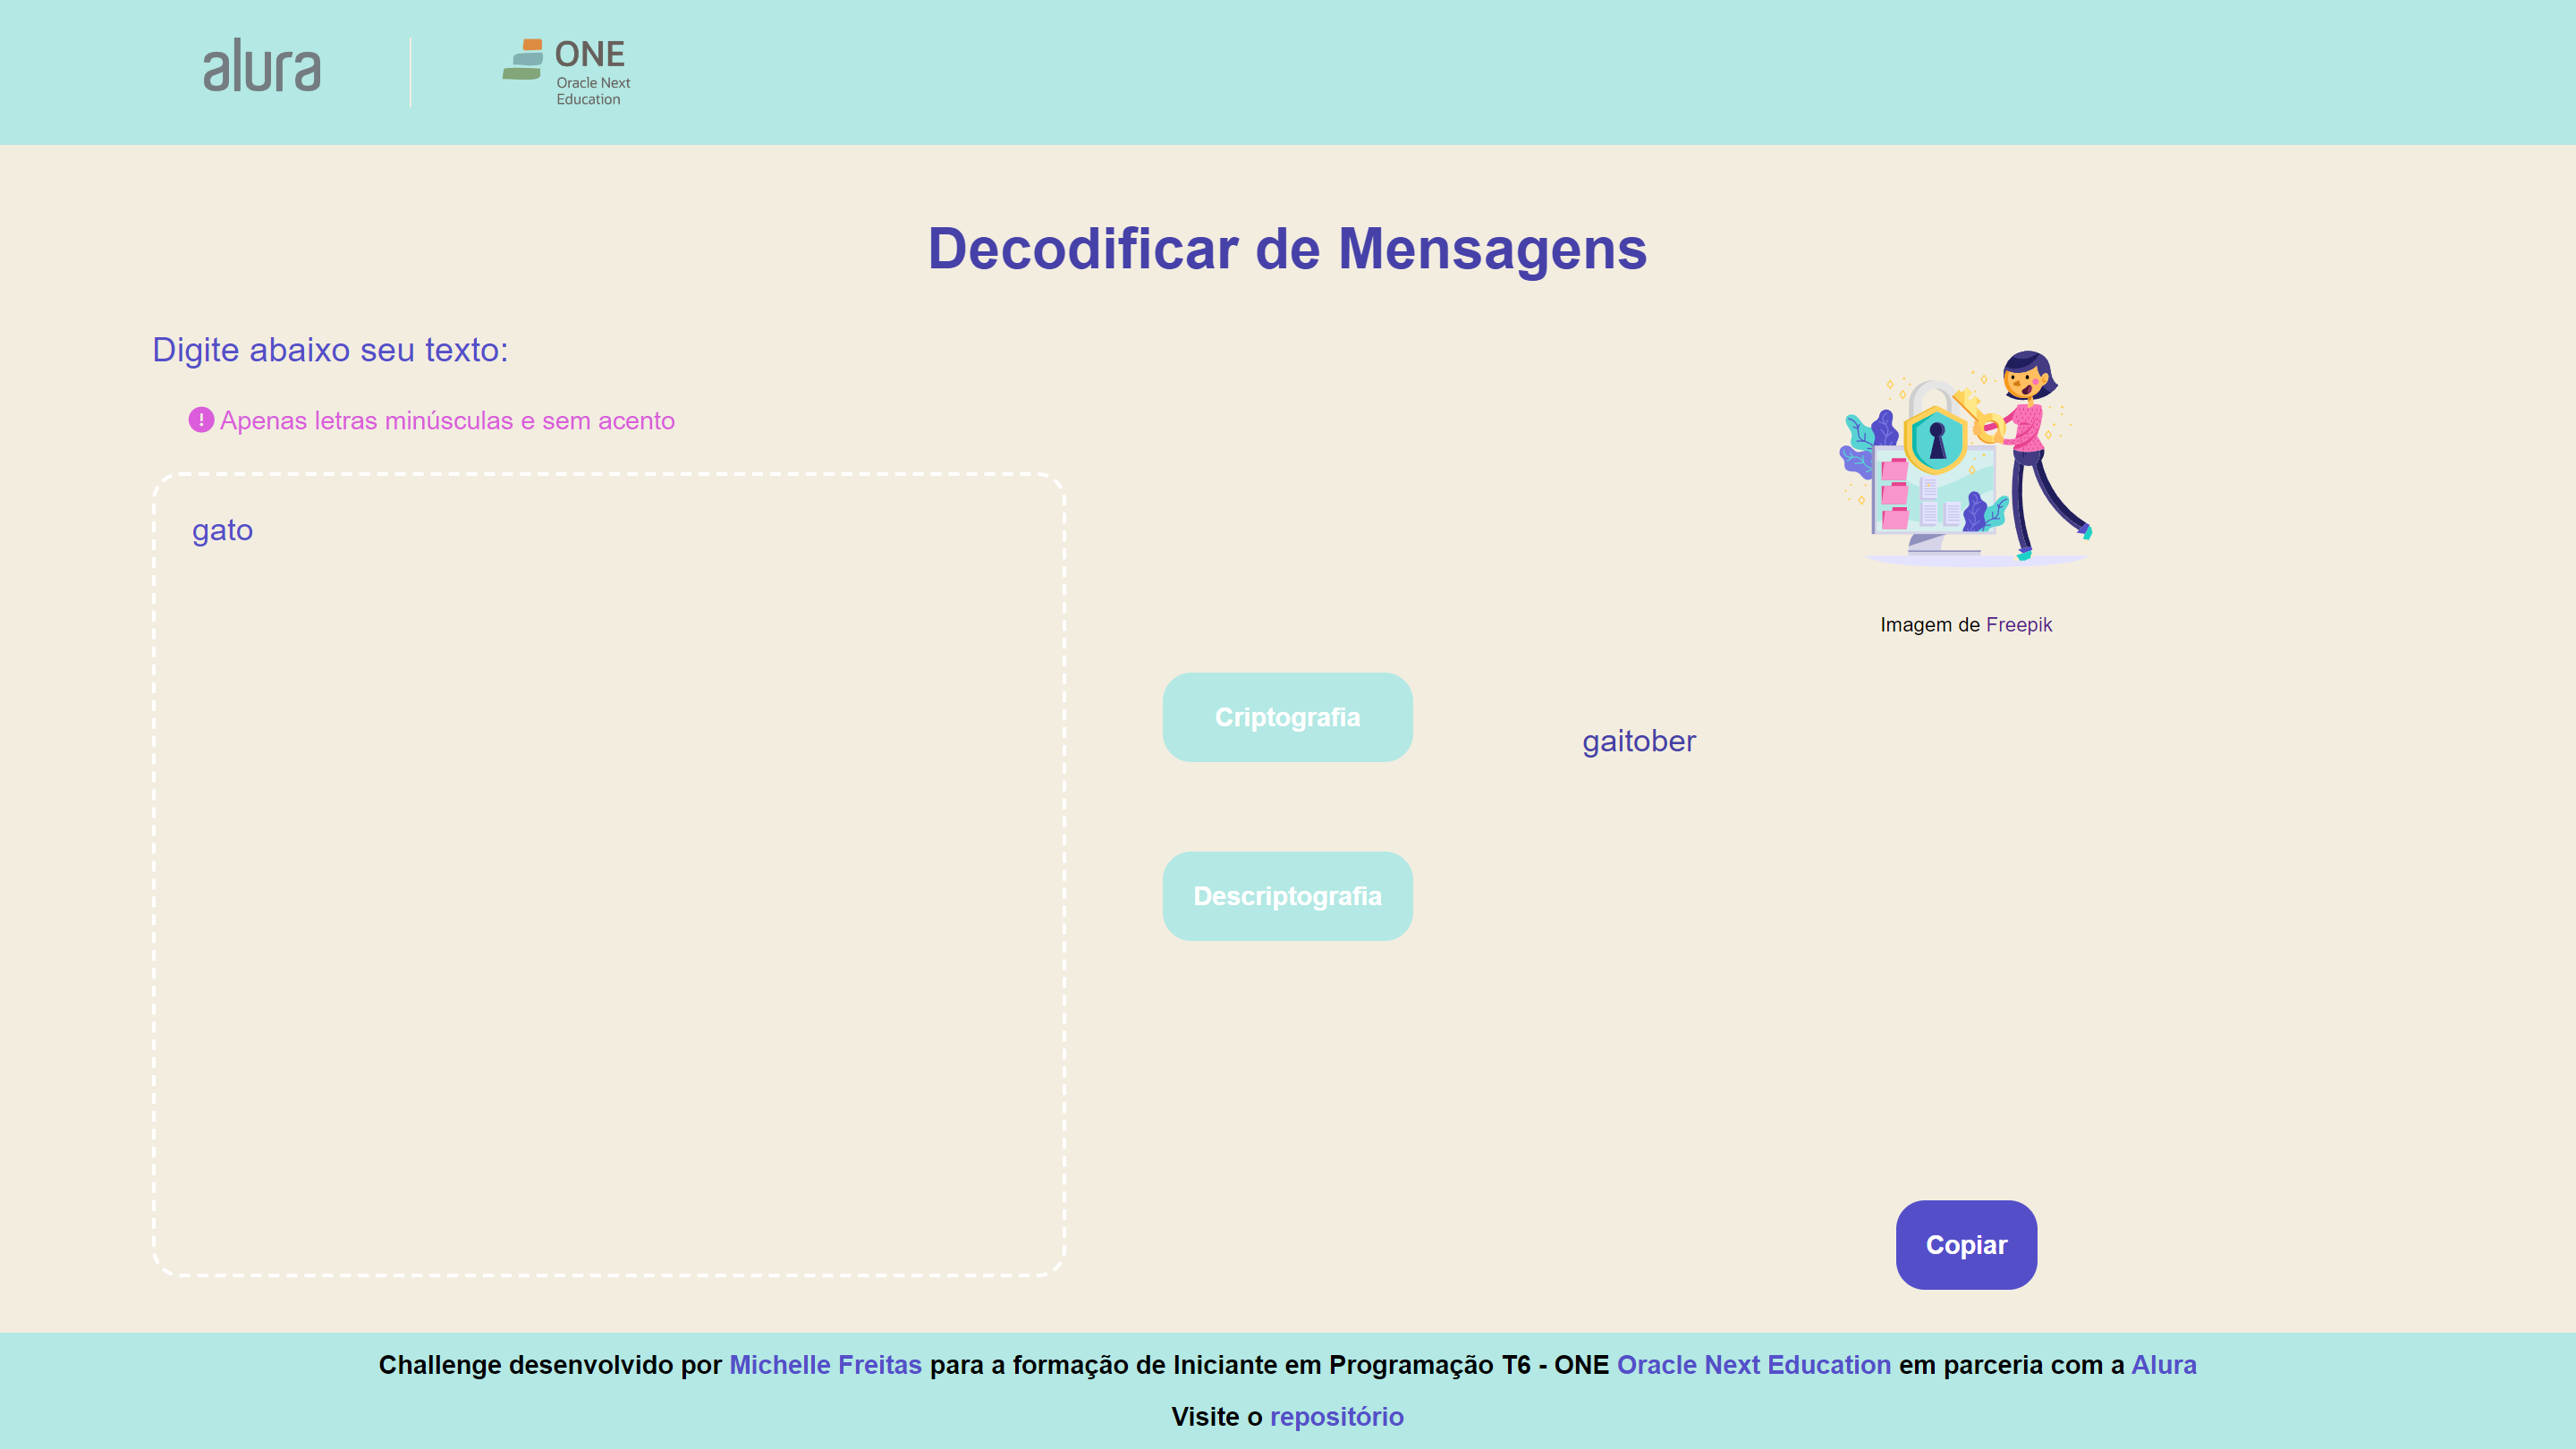 alura
ONE
Oracle Next
Education
Decodificar de Mensagens
Digite abaixo seu texto:
Apenas letras minúsculas e sem acento
gato
Imagem de Freepik
Criptografia
gaitober
Descriptografia
Copiar
Challenge desenvolvido por Michelle Freitas para a formação de Iniciante em Programação T6 - ONE Oracle Next Education em parceria com a Alura
Visite o repositório